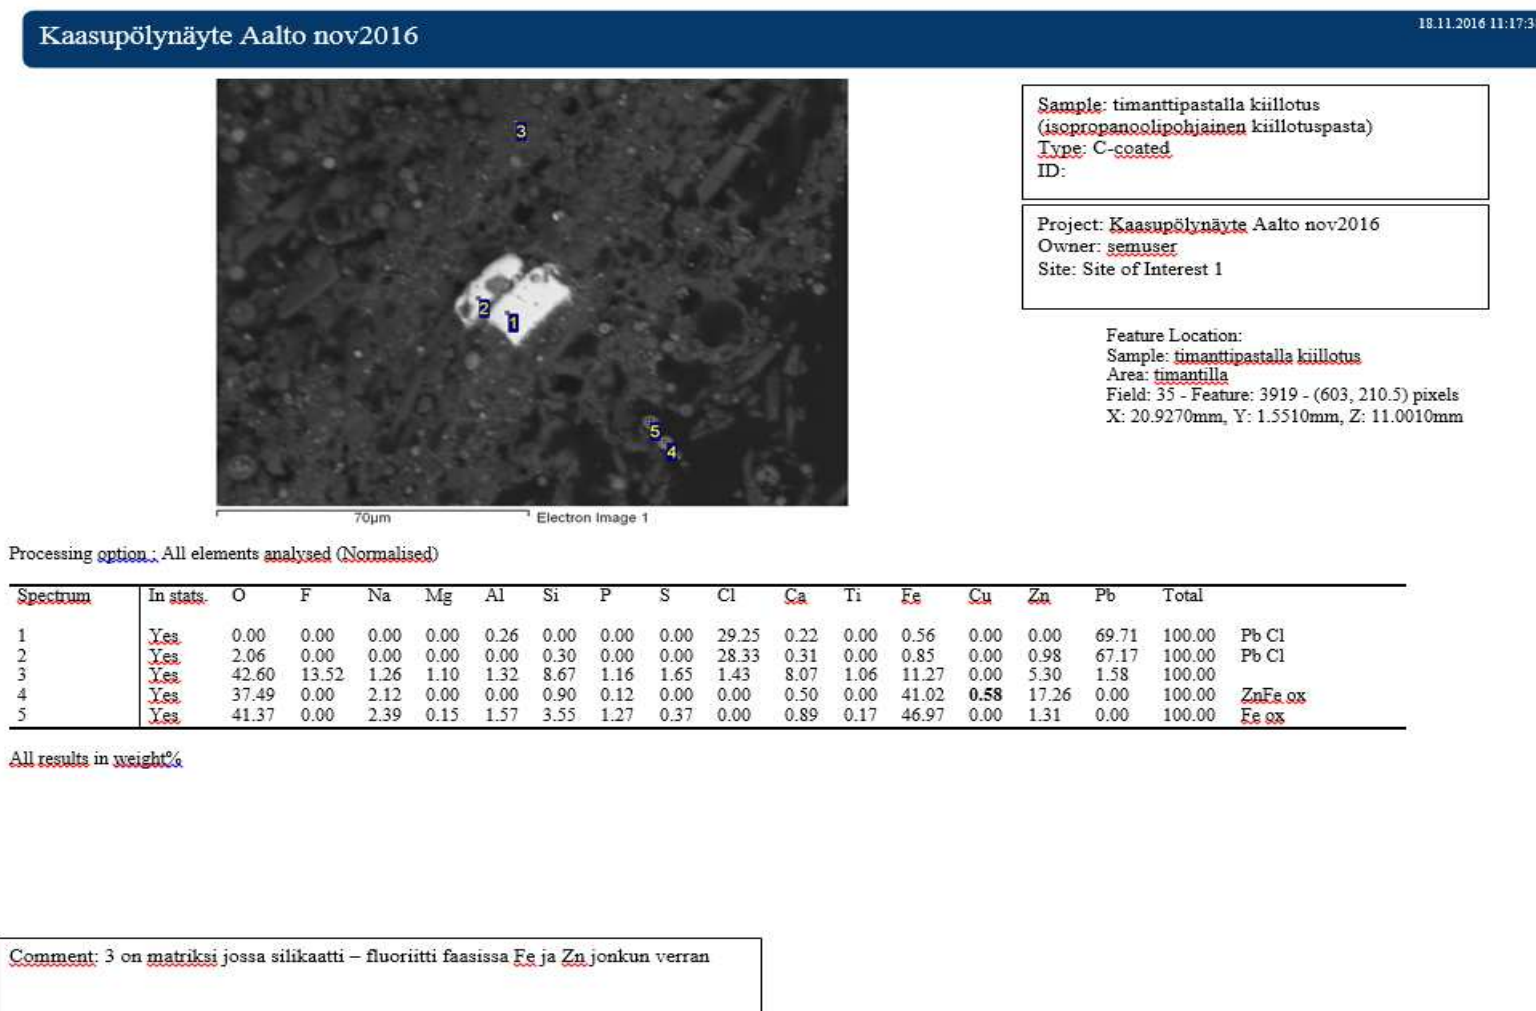 Kaasupölynäyte Aalto nov2016
18.11.2016 11:17:3
Sample: timanttipastalla kiillotus
(isopropanoolipohjainen kiillotuspasta)
Type: C-coated
ID:
Project: Kaasupölynäyte Aalto nov2016
Owner: semuser
Site: Site of Interest 1
Feature Location:
Sample: timanttipastalla kiillotus
Area: timantilla
Field: 35 - Feature: 3919 - (603, 210.5) pixels
X: 20.9270mm, Y: 1.5510mm, Z: 11.0010mm
3
2
1
5
4
70µm Electron Image 1
Processing option : All elements analysed (Normalised)
Spectrum In stats. O F Na Mg Al Si P S Cl Ca Ti Fe Cu Zn Pb Total
1 Yes 0.00 0.00 0.00 0.00 0.26 0.00 0.00 0.00 29.25 0.22 0.00 0.56 0.00 0.00 69.71 100.00 Pb Cl
2 Yes 2.06 0.00 0.00 0.00 0.00 0.30 0.00 0.00 28.33 0.31 0.00 0.85 0.00 0.98 67.17 100.00 Pb Cl
3 Yes 42.60 13.52 1.26 1.10 1.32 8.67 1.16 1.65 1.43 8.07 1.06 11.27 0.00 5.30 1.58 100.00
4 Yes 37.49 0.00 2.12 0.00 0.00 0.90 0.12 0.00 0.00 0.50 0.00 41.02 0.58 17.26 0.00 100.00 ZnFe ox
5 Yes 41.37 0.00 2.39 0.15 1.57 3.55 1.27 0.37 0.00 0.89 0.17 46.97 0.00 1.31 0.00 100.00 Fe ox
All results in weight%
Comment: 3 on matriksi jossa silikaatti – fluoriitti faasissa Fe ja Zn jonkun verran